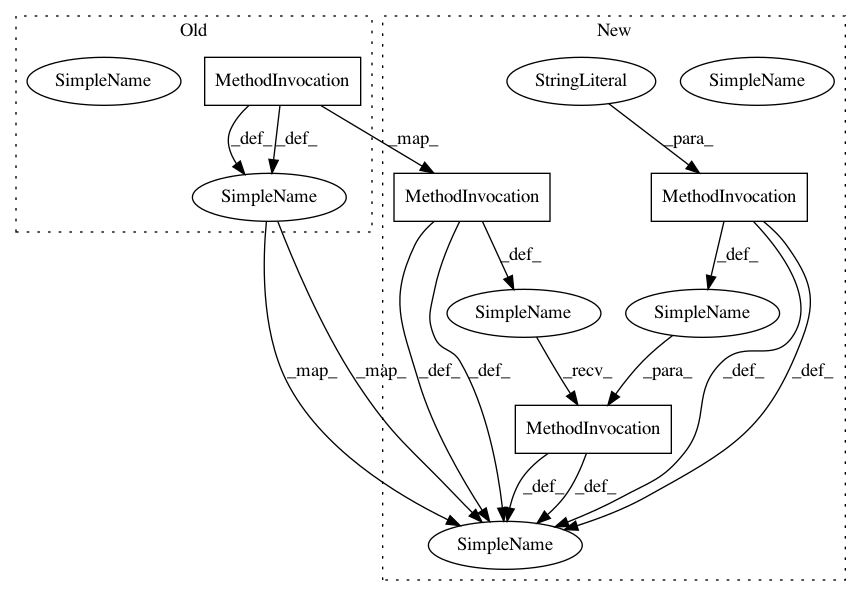 Old
New
SimpleName
MethodInvocation
StringLiteral
SimpleName
_def_
_def_
_map_
_para_
SimpleName
MethodInvocation
MethodInvocation
_def_
_def_
SimpleName
SimpleName
_map_
_map_
_def_
_def_
_recv_
_para_
_def_
_def_
MethodInvocation
_def_
_def_
SimpleName